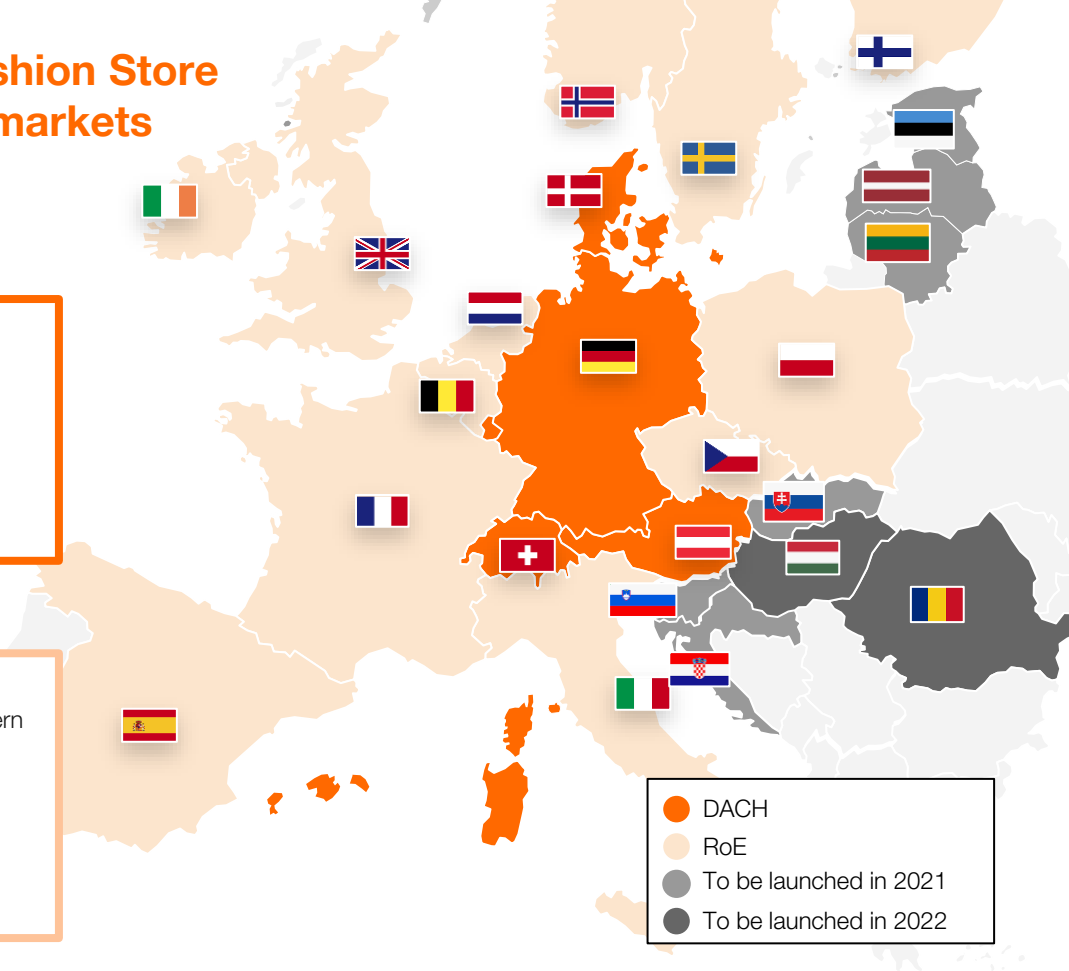 shion Store
markets
ern
DACH
RoE
To be launched in 2021
To be launched in 2022